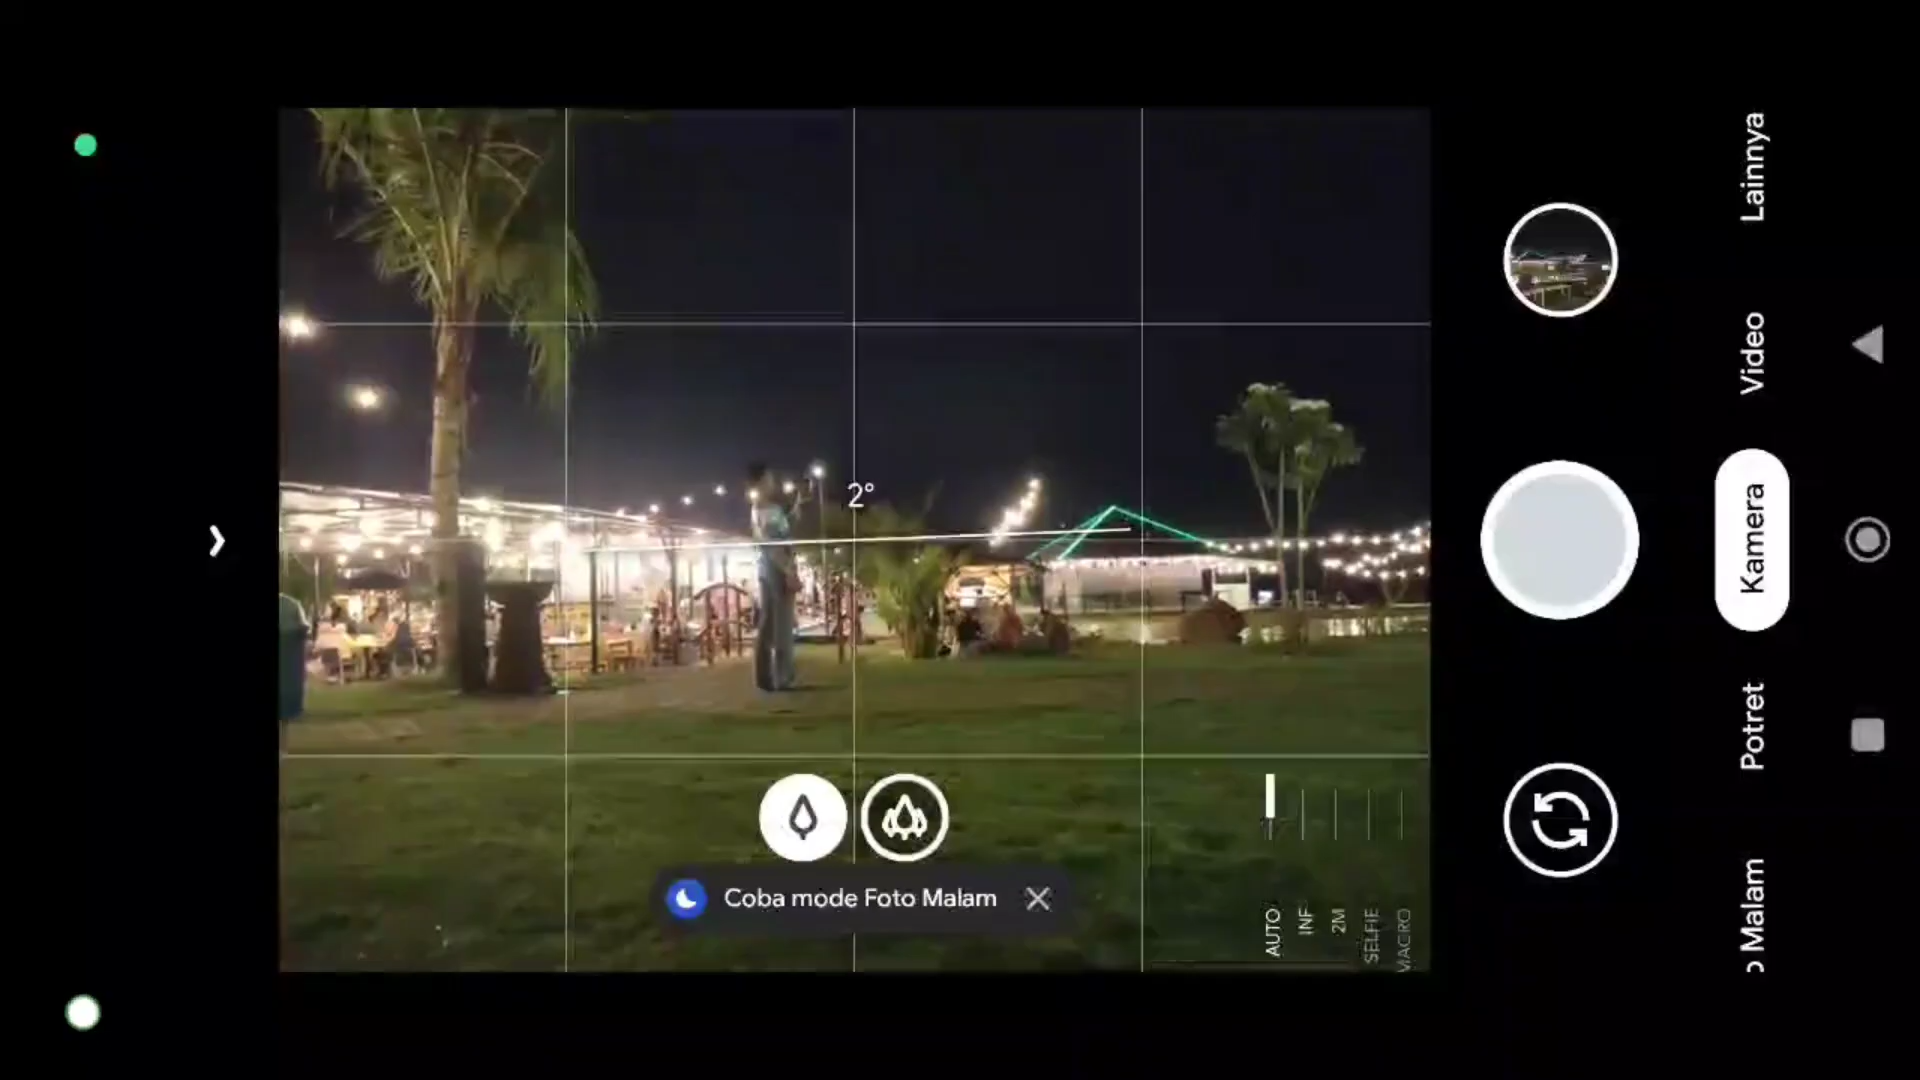 2°
Coba mode Foto Malam
AUTO
INF
2M
SELFIE
MACRO
Lainnya
Video
Kamera
Potret
Malam